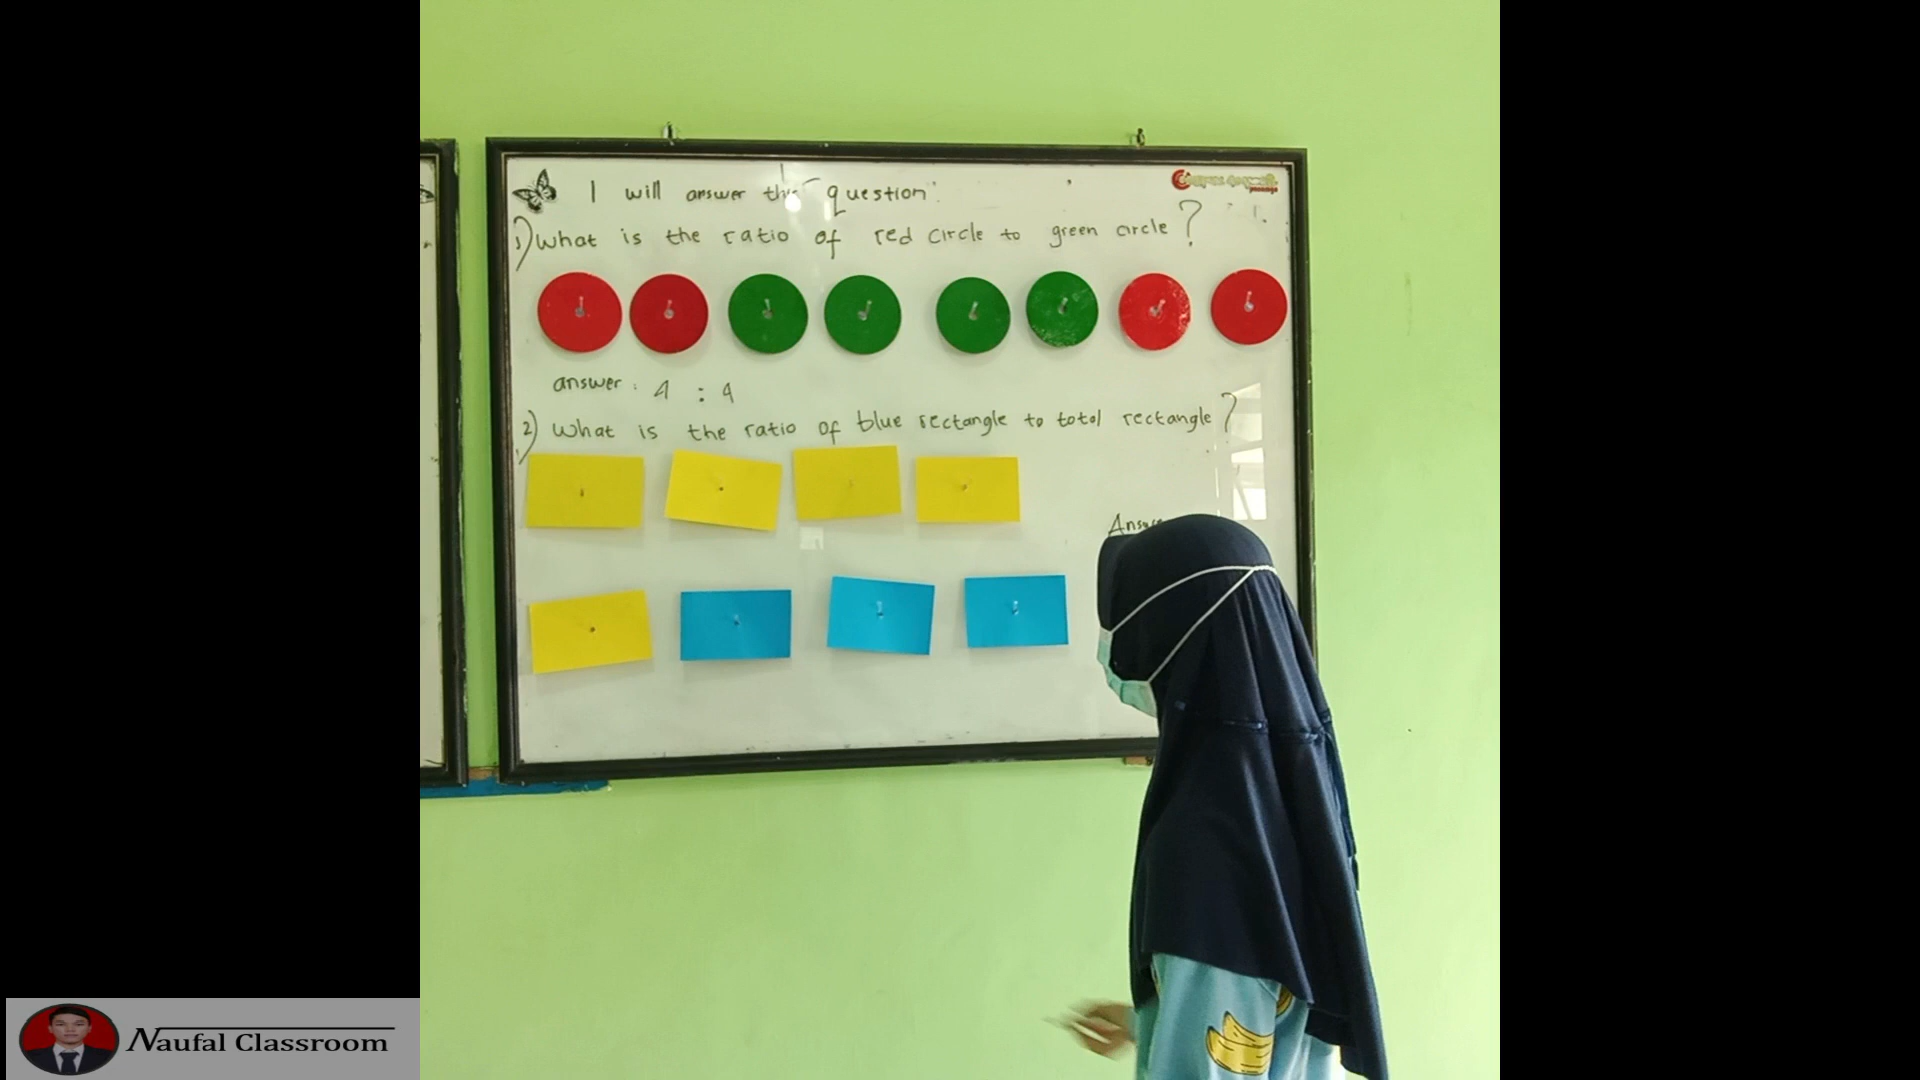 I will answer this question:
1) What is the ratio of red circle to green circle?
answer: 4 : 4
2) What is the ratio of blue rectangle to total rectangle?
Naufal Classroom